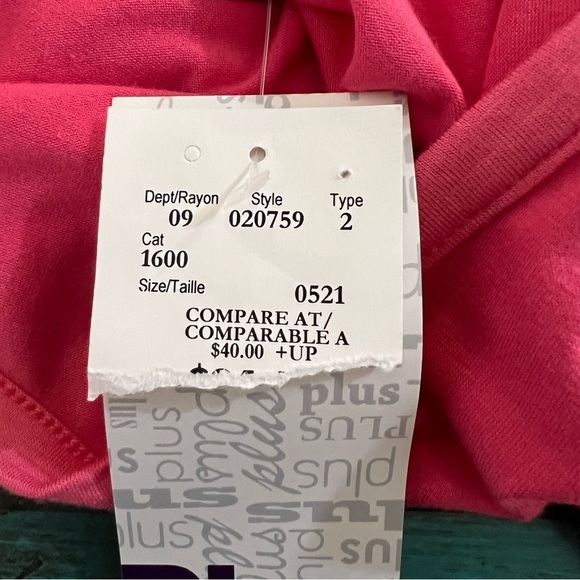 Dept/Rayon Style Type
09 020759 2
Cat
1600
Size/Taille
0521
COMPARE AT/
COMPARABLE A
$40.00 +UP
plus
PLUS
plus
plus
plus
plus
plus